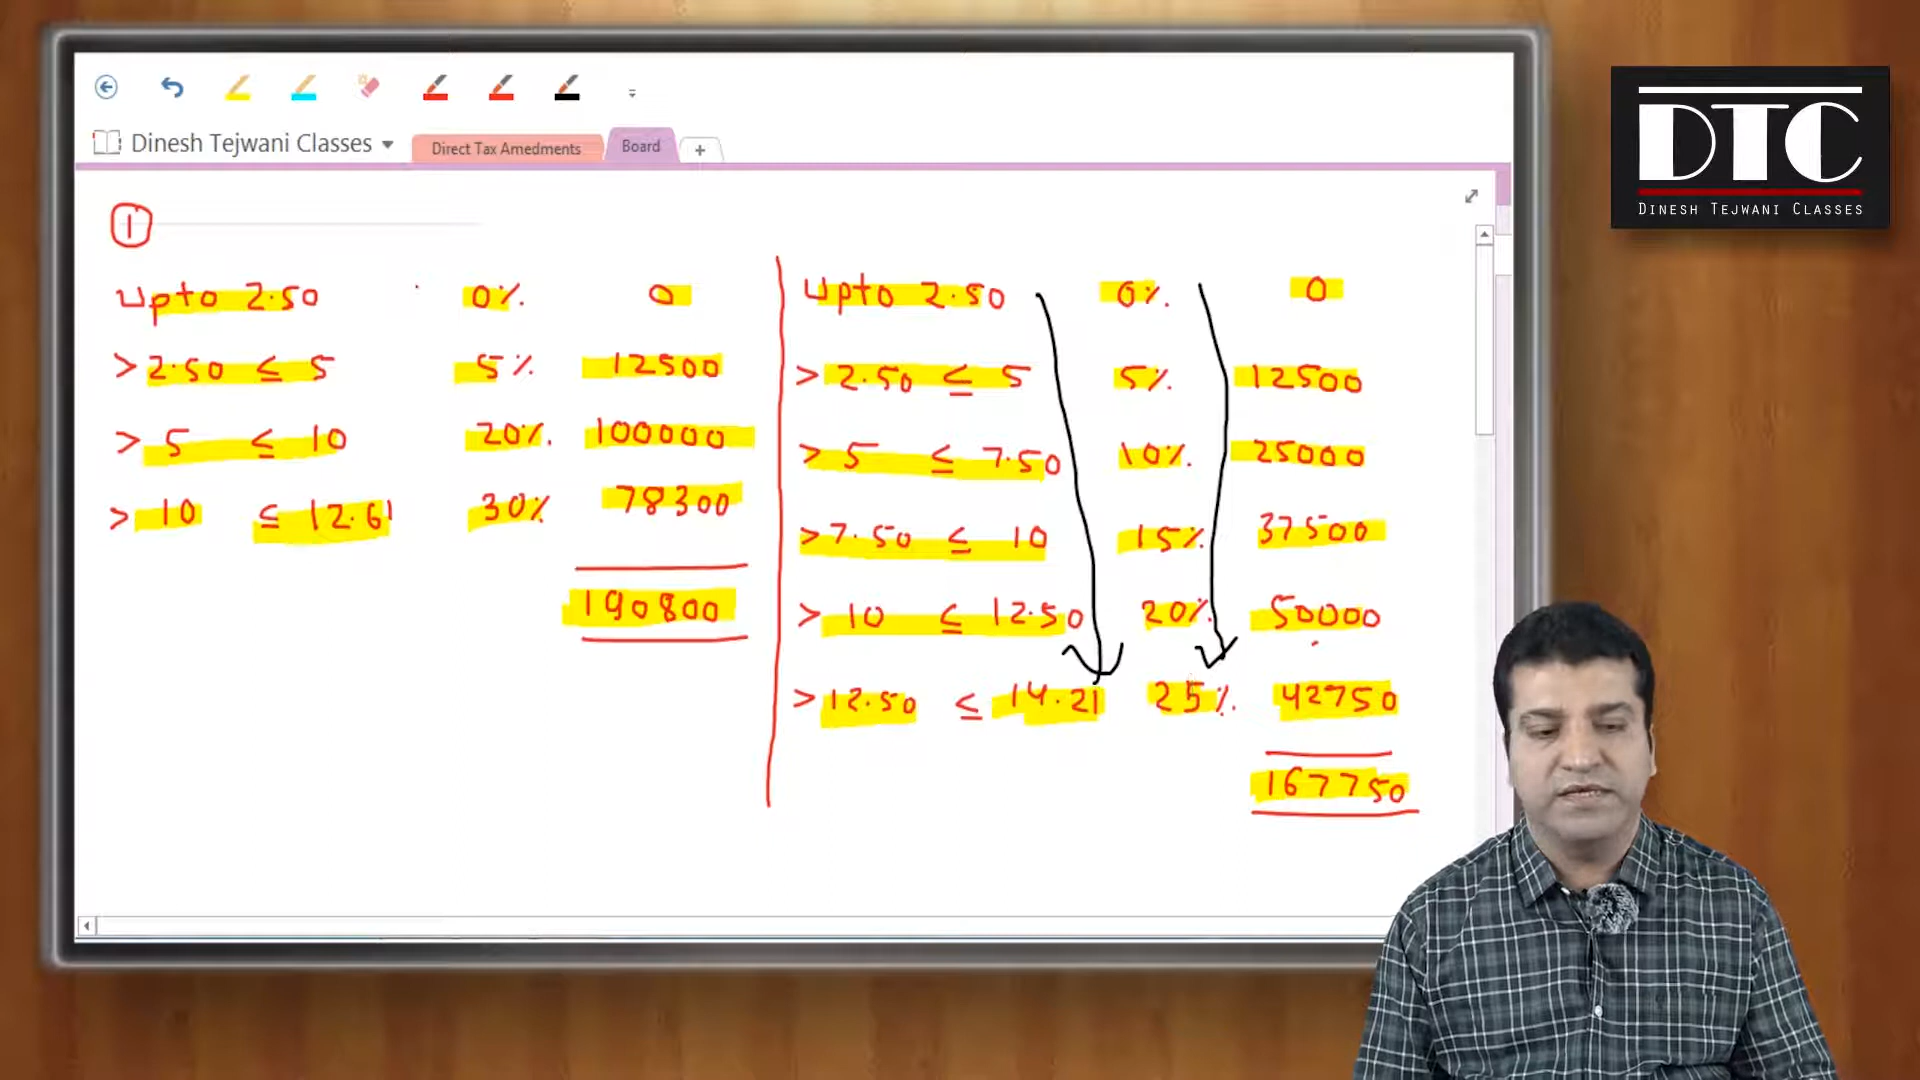 DTC
DINESH TEJWANI CLASSES
Dinesh Tejwani Classes
Direct Tax Amedments
Board
+
1
Upto 2.50 0% 0
> 2.50 ≤ 5 5% 12500
> 5 ≤ 10 20% 100000
> 10 ≤ 12.61 30% 78300
190800
Upto 2.50 0% 0
> 2.50 ≤ 5 5% 12500
> 5 ≤ 7.50 10% 25000
> 7.50 ≤ 10 15% 37500
> 10 ≤ 12.50 20% 50000
> 12.50 ≤ 14.21 25% 42750
167750